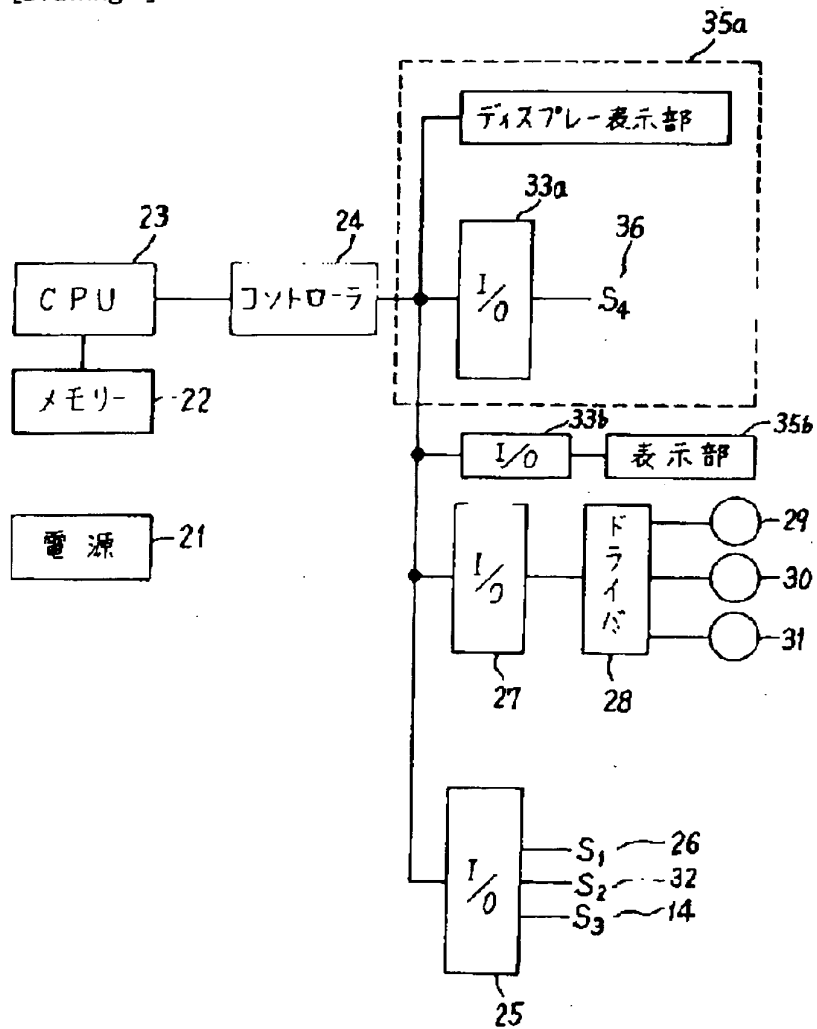 35a
ディスプレー表示部
33a
36
23
24
CPU
コントローラ
I/O
S4
メモリー
22
33b
35b
I/O
表示部
電源
21
I/O
ドライバ
29
30
31
27
28
I/O
S1
26
S2
32
S3
14
25